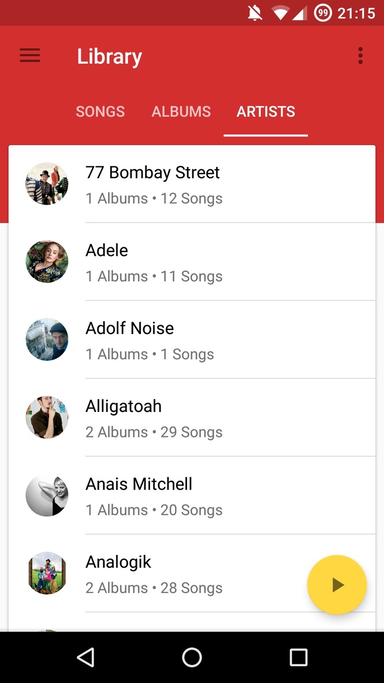 99 21:15
Library
SONGS ALBUMS ARTISTS
77 Bombay Street
1 Albums • 12 Songs
Adele
1 Albums • 11 Songs
Adolf Noise
1 Albums • 1 Songs
Alligatoah
2 Albums • 29 Songs
Anais Mitchell
1 Albums • 20 Songs
Analogik
2 Albums • 28 Songs